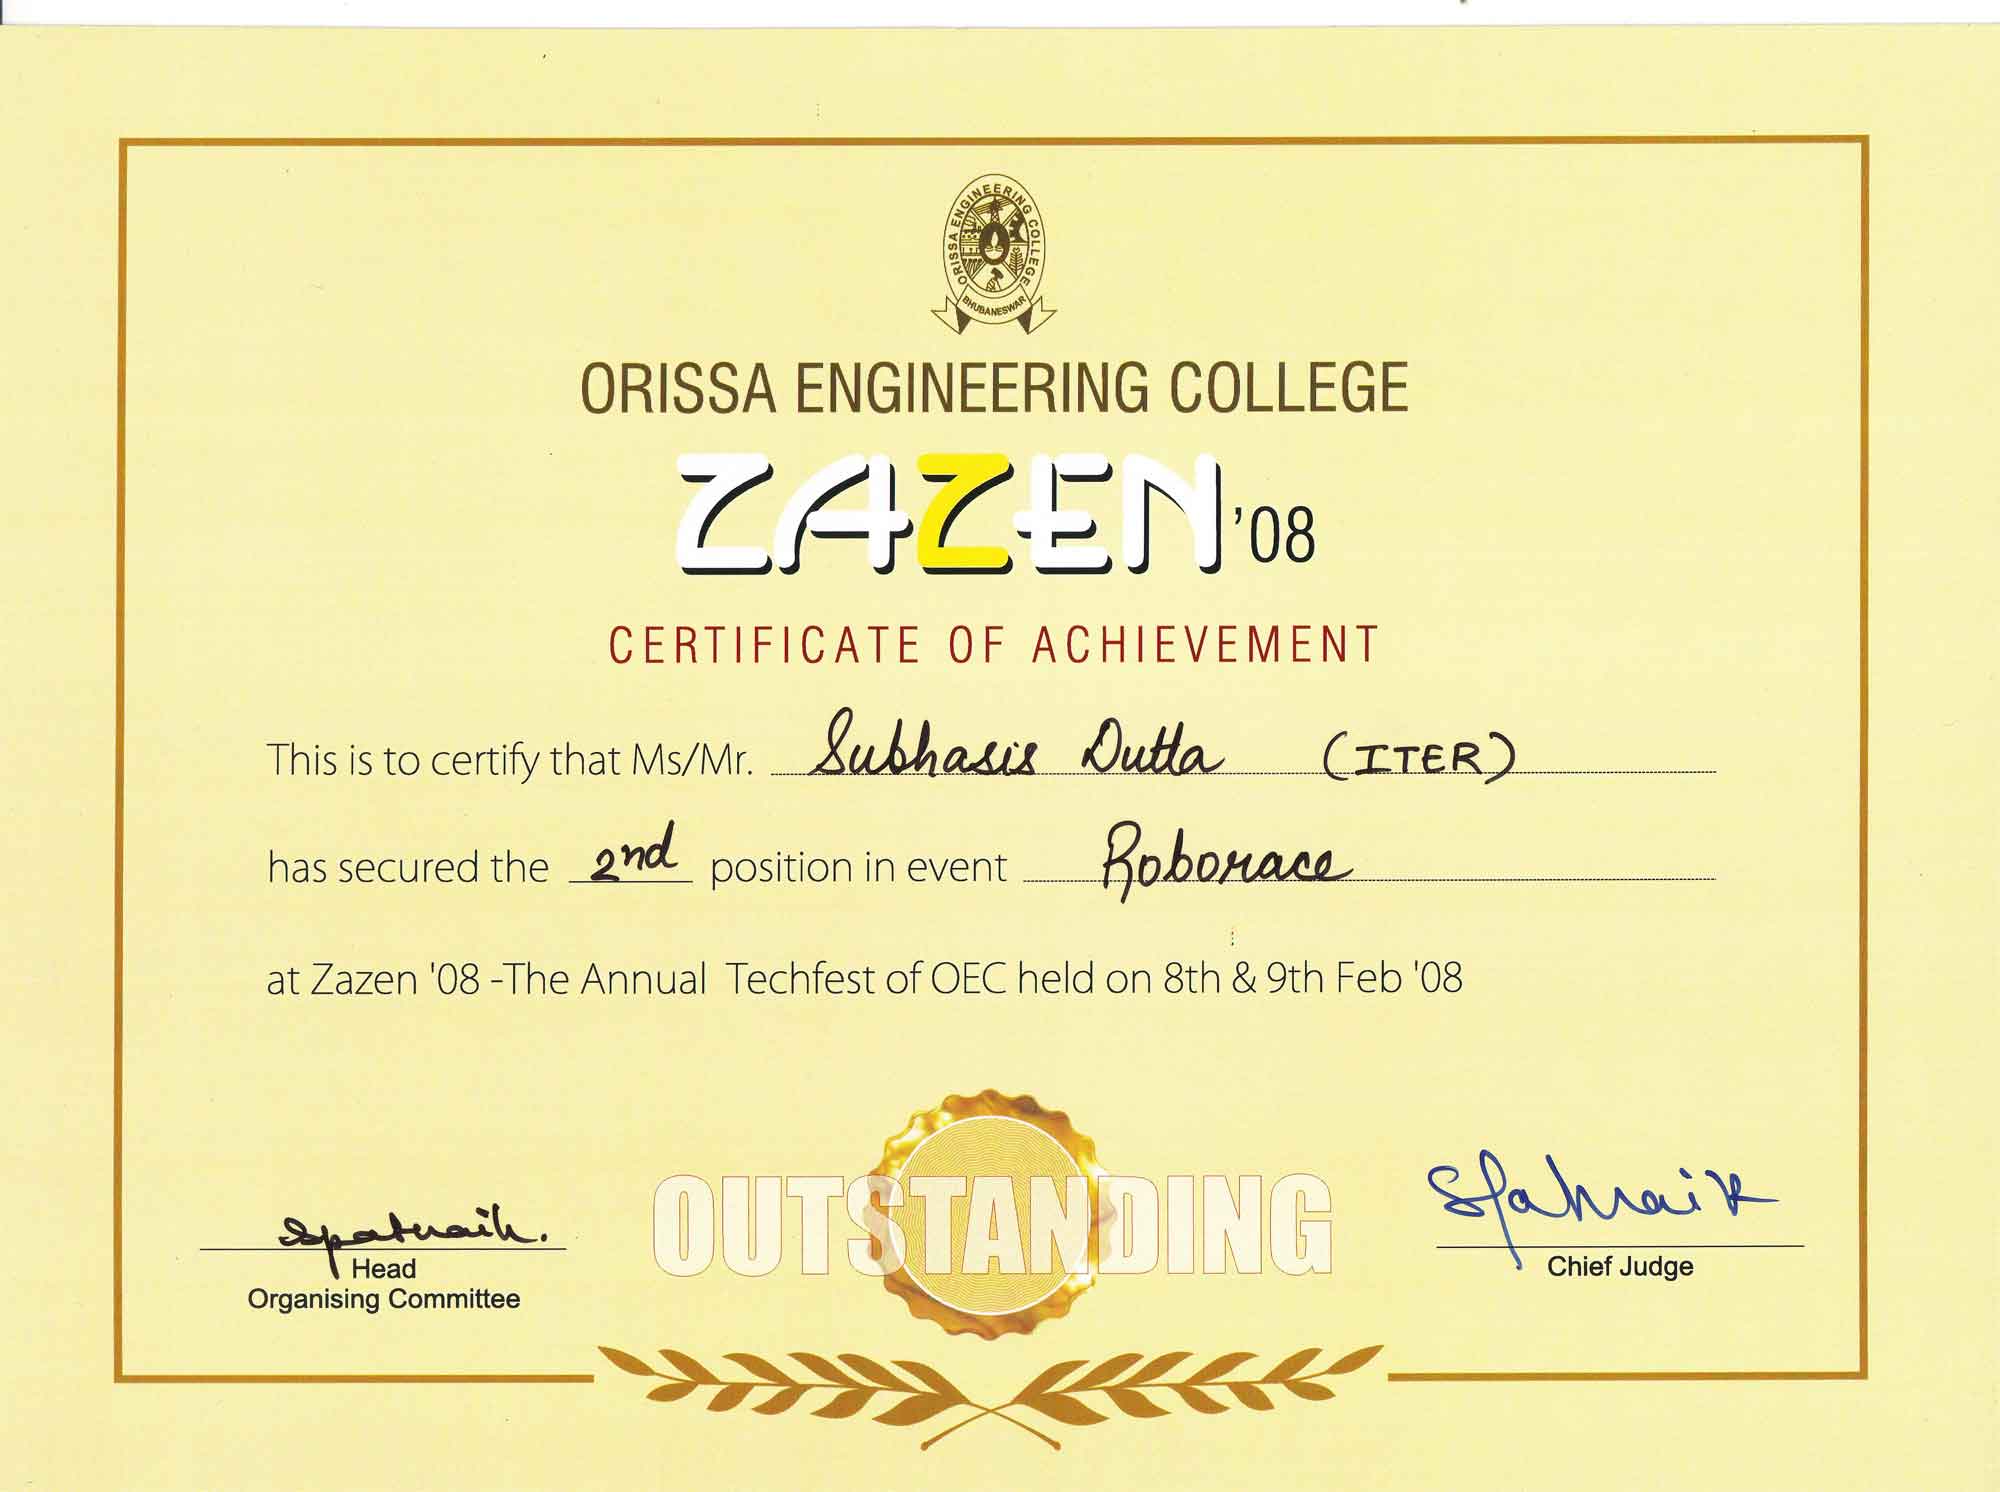 ORISSA ENGINEERING COLLEGE
BHUBANESWAR
ORISSA ENGINEERING COLLEGE
ZAZEN '08
CERTIFICATE OF ACHIEVEMENT
This is to certify that Ms/Mr. Subhasis Dutta (ITER)
has secured the 2nd position in event Roborace
at Zazen '08 -The Annual Techfest of OEC held on 8th & 9th Feb '08
OUTSTANDING
Spatnaik.
Head
Organising Committee
SPatnaik
Chief Judge